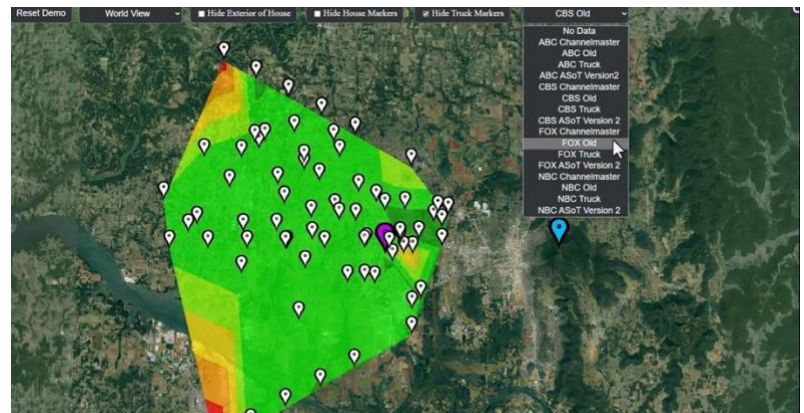 Reset Demo
World View
Hide Exterior of House
Hide House Markers
Hide Truck Markers
CBS Old
No Data
ABC Channelmaster
ABC Old
ABC Truck
ABC ASoT Version2
CBS Channelmaster
CBS Old
CBS Truck
CBS ASoT Version 2
FOX Channelmaster
FOX Old
FOX Truck
FOX ASoT Version 2
NBC Channelmaster
NBC Old
NBC Truck
NBC ASoT Version 2